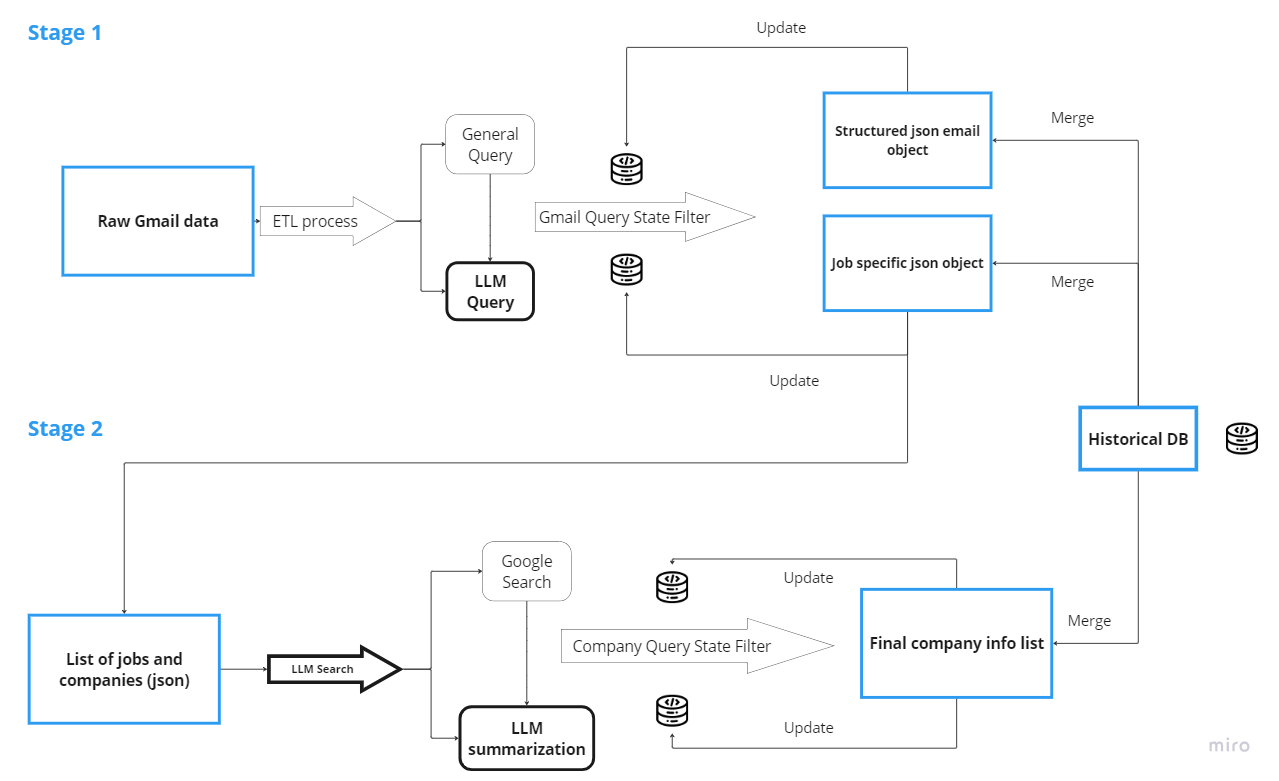 Stage 1
Update
Structured json email
object
Merge
General
Query
Raw Gmail data
ETL process
Gmail Query State Filter
Job specific json object
Merge
LLM
Query
Update
Stage 2
Historical DB
Google
Search
Update
List of jobs and
companies (json)
LLM Search
Company Query State Filter
Final company info list
Merge
LLM
summarization
Update
miro